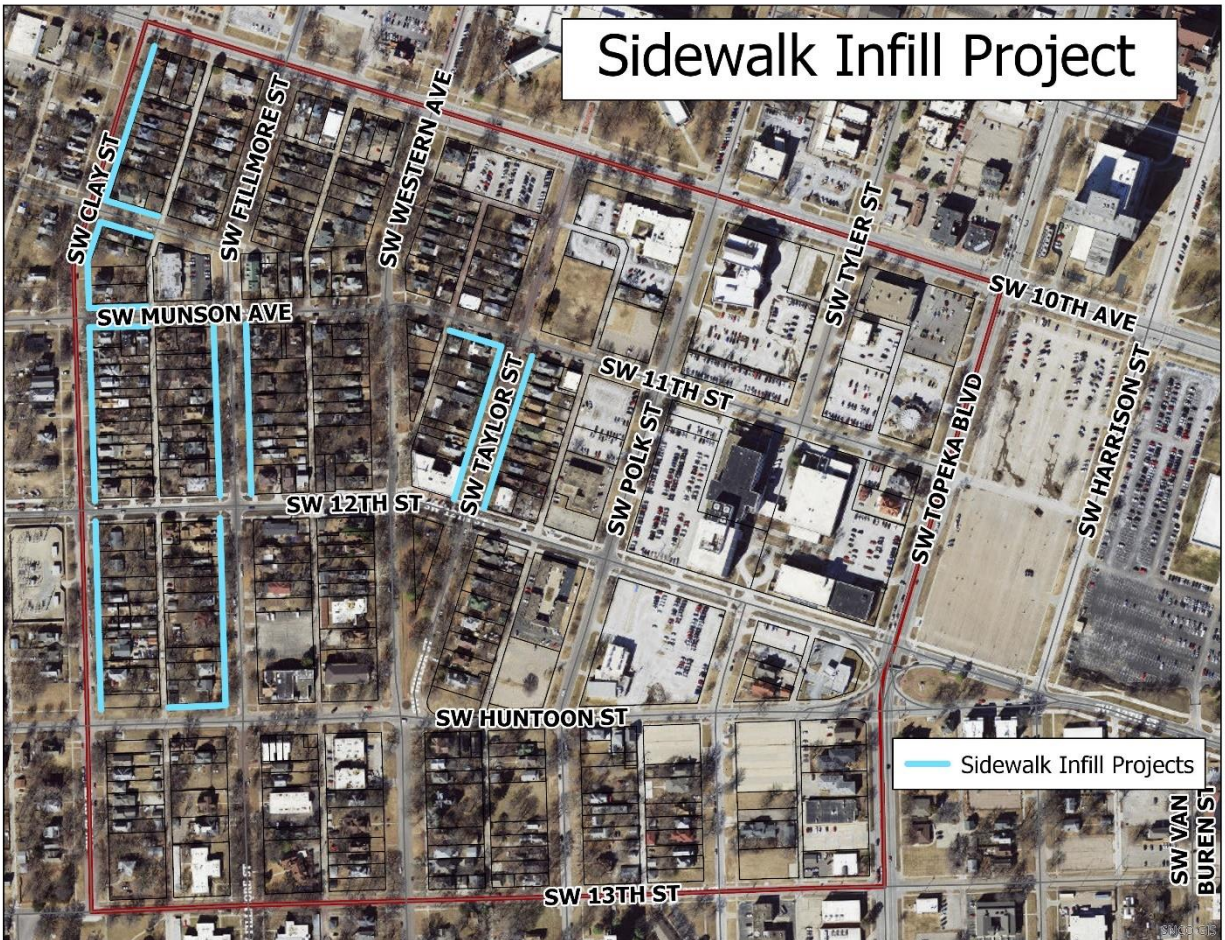 Sidewalk Infill Project
SW CLAY ST
SW FILLMORE ST
SW WESTERN AVE
SW TYLER ST
SW 10TH AVE
SW MUNSON AVE
SW TAYLOR ST
SW 11TH ST
SW POLK ST
SW TOPEKA BLVD
SW HARRISON ST
SW 12TH ST
SW HUNTOON ST
Sidewalk Infill Projects
SW VAN
BUREN ST
SW 13TH ST
SNCO GIS